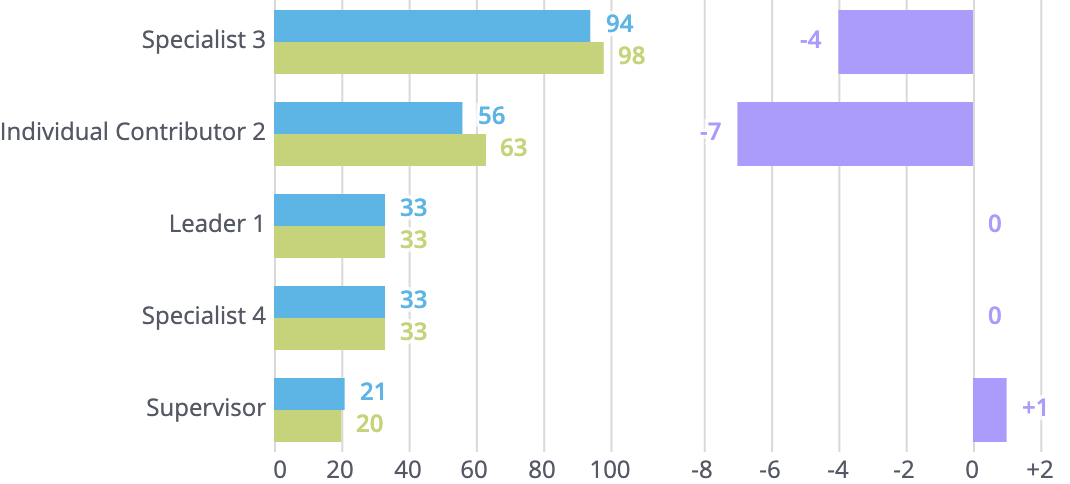 Specialist 3
94
98
-4
Individual Contributor 2
56
63
-7
Leader 1
33
33
0
Specialist 4
33
33
0
Supervisor
21
20
+1
0 20 40 60 80 100 -8 -6 -4 -2 0 +2